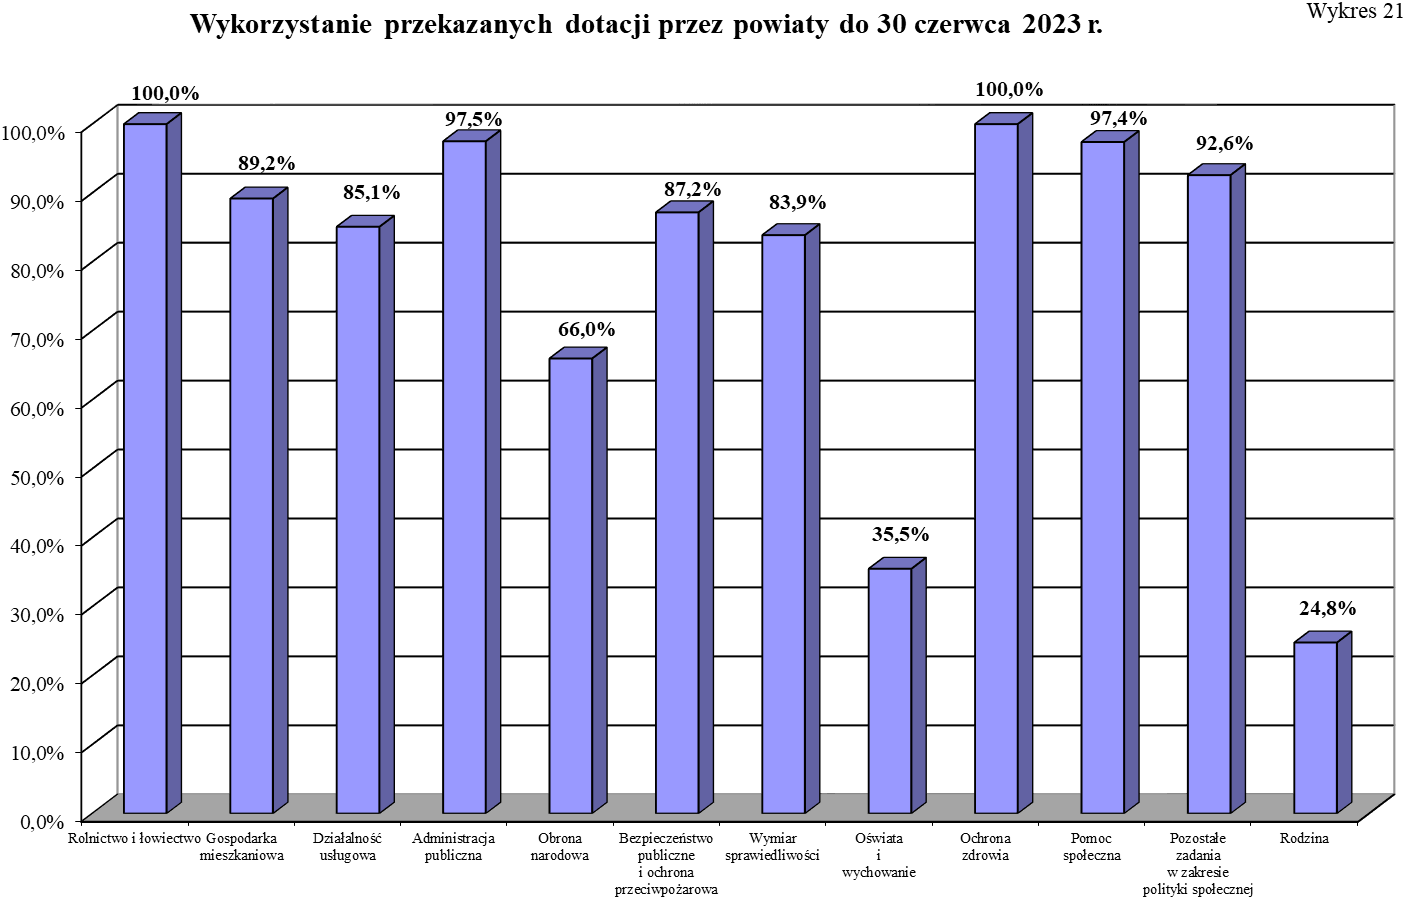 Wykres 21
Wykorzystanie przekazanych dotacji przez powiaty do 30 czerwca 2023 r.
100,0%
89,2%
85,1%
97,5%
66,0%
87,2%
83,9%
35,5%
100,0%
97,4%
92,6%
24,8%
100,0%
90,0%
80,0%
70,0%
60,0%
50,0%
40,0%
30,0%
20,0%
10,0%
0,0%
Rolnictwo i łowiectwo
Gospodarka
mieszkaniowa
Działalność
usługowa
Administracja
publiczna
Obrona
narodowa
Bezpieczeństwo
publiczne
i ochrona
przeciwpożarowa
Wymiar
sprawiedliwości
Oświata
i
wychowanie
Ochrona
zdrowia
Pomoc
społeczna
Pozostałe
zadania
w zakresie
polityki społecznej
Rodzina